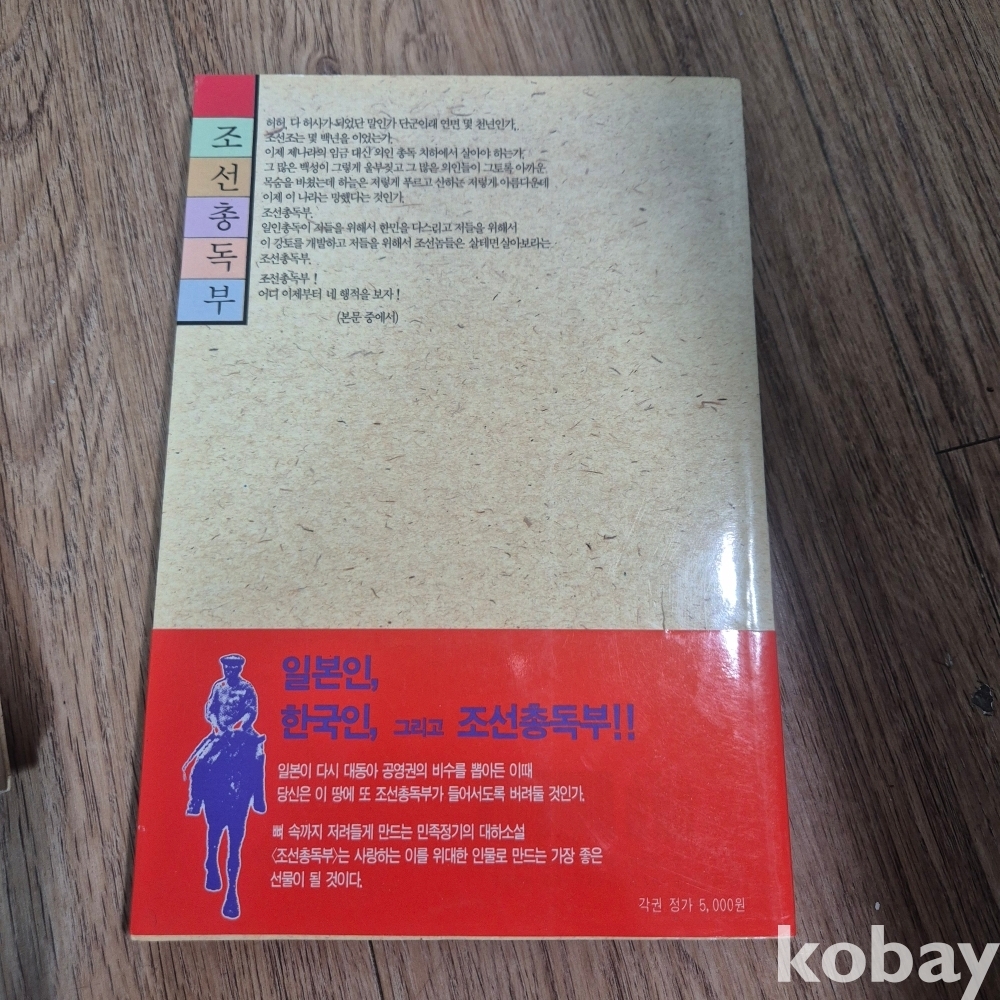 조선총독부
허허, 다 허사가 되었단 말인가 단군이래 연면 몇 천년인가.
조선조는 몇 백년을 이었는가.
이제 제나라의 임금 대신 외인 총독 치하에서 살아야 하는가.
그 많은 백성이 그렇게 울부짖고 그 많은 의인들이 그토록 아까운
목숨을 바쳤는데 하늘은 저렇게 푸르고 산하는 저렇게 아름다운데
이제 이 나라는 망했다는 것인가.
조선총독부.
일인총독이 저들을 위해서 한민을 다스리고 저들을 위해서
이 강토를 개발하고 저들을 위해서 조선놈들은 살테면 살아보라는
조선총독부.
조선총독부!
어디 이제부터 네 행적을 보자!
(본문 중에서)
일본인,
한국인, 그리고 조선총독부!!
일본이 다시 대동아 공영권의 비수를 뽑아든 이때
당신은 이 땅에 또 조선총독부가 들어서도록 버려둘 것인가.
뼈 속까지 저려들게 만드는 민족정기의 대하소설
<조선총독부>는 사랑하는 이를 위대한 인물로 만드는 가장 좋은
선물이 될 것이다.
각권 정가 5,000원
kobay